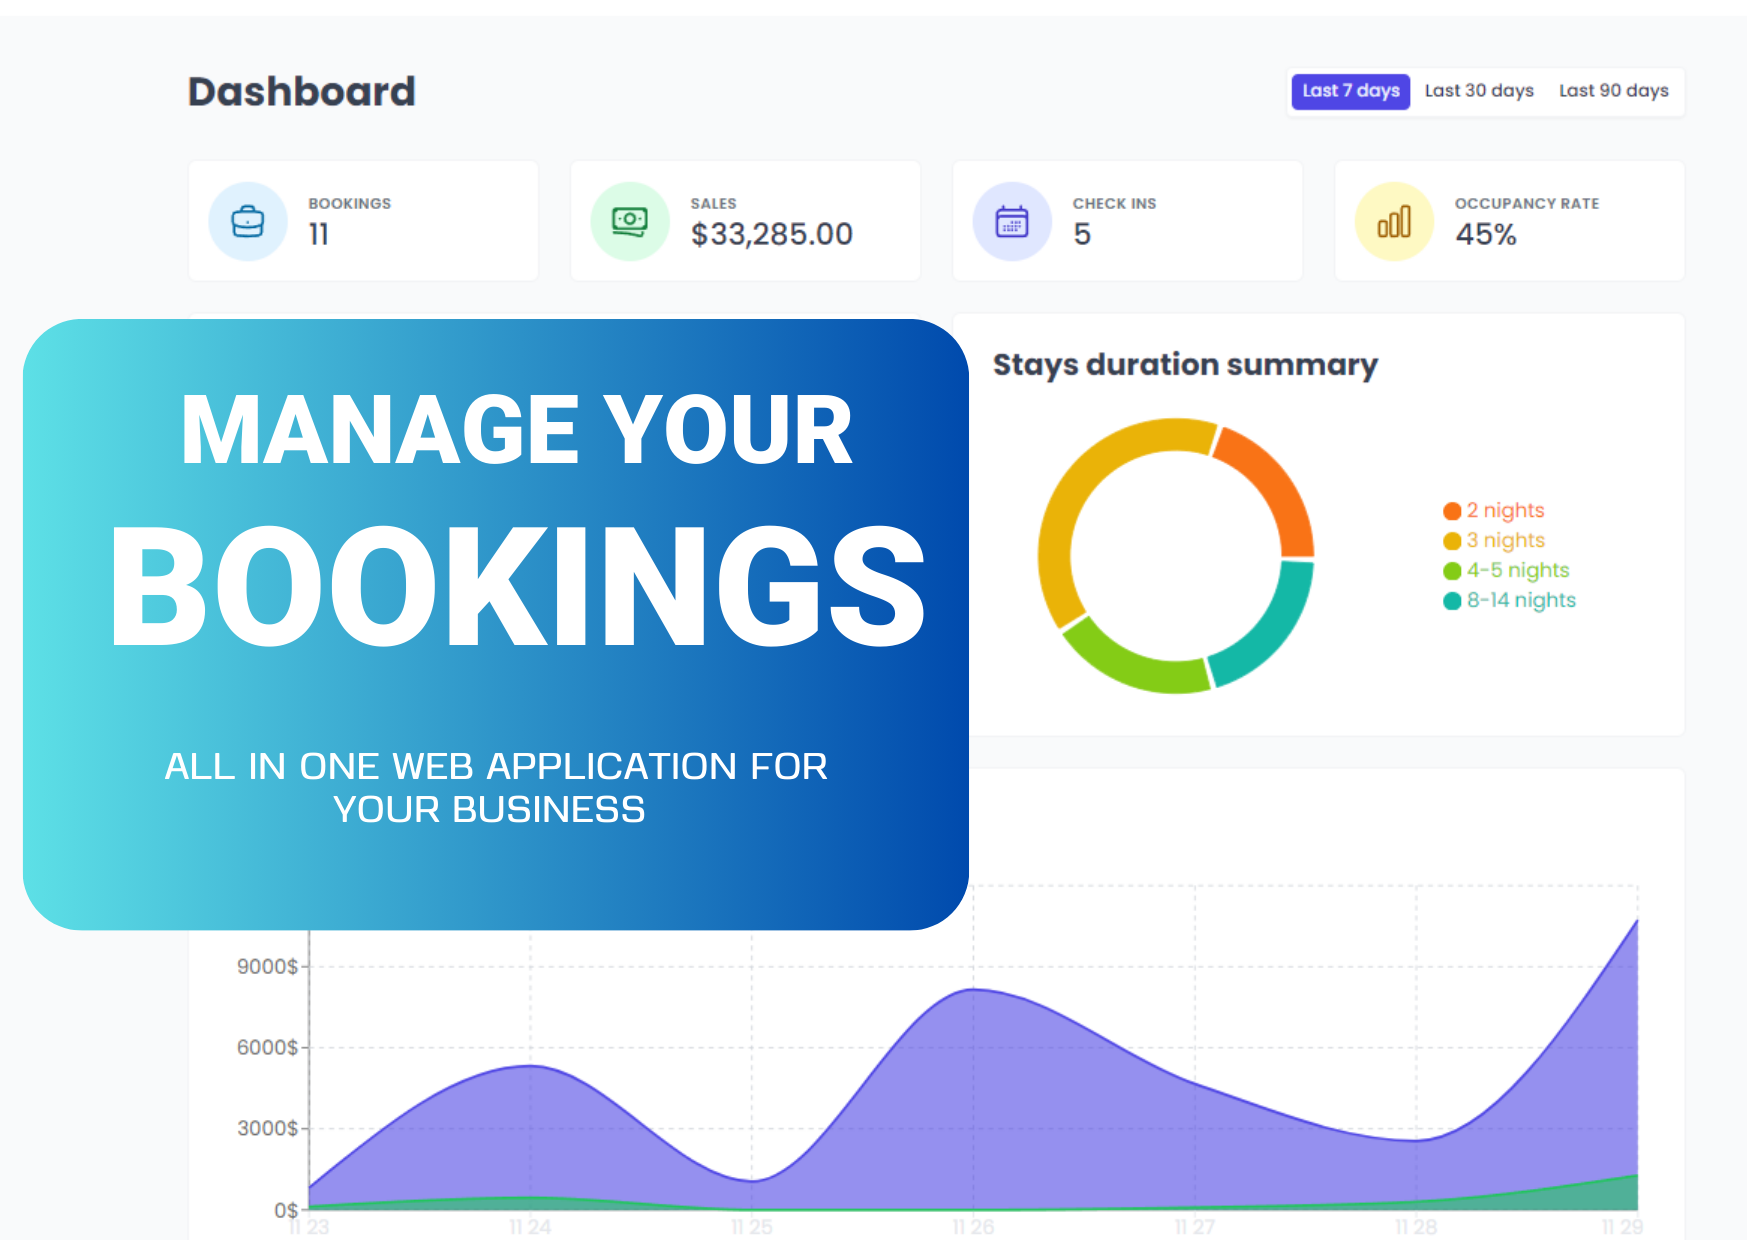 Dashboard
Last 7 days Last 30 days Last 90 days
BOOKINGS
11
SALES
$33,285.00
CHECK INS
5
OCCUPANCY RATE
45%
MANAGE YOUR
BOOKINGS
ALL IN ONE WEB APPLICATION FOR
YOUR BUSINESS
Stays duration summary
2 nights
3 nights
4-5 nights
8-14 nights
9000$
6000$
3000$
0$
11 23 11 24 11 25 11 26 11 27 11 28 11 29